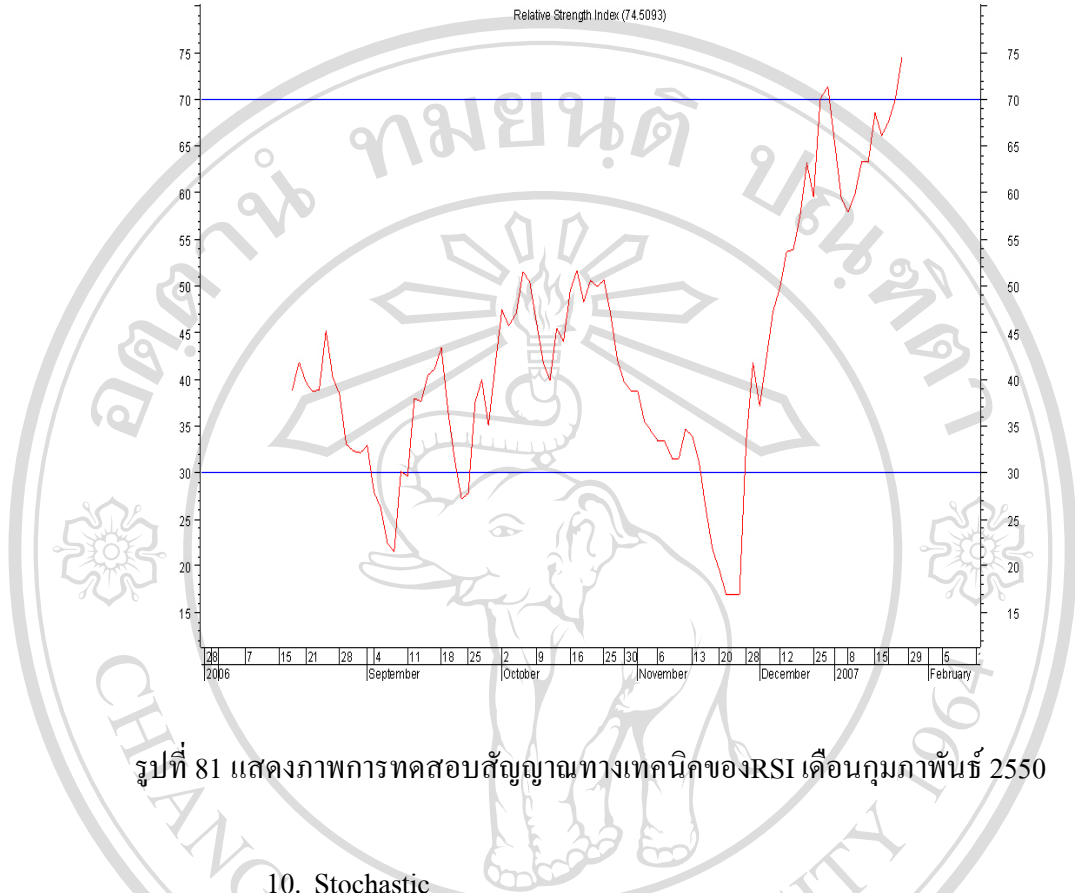 Relative Strength Index (74.5093)
75 75
70 70
65 65
60 60
55 55
50 50
45 45
40 40
35 35
30 30
25 25
20 20
15 15
28 7 15 21 28 4 11 18 25 2 9 16 25 30 6 13 20 28 12 25 8 15 29 5
2006 September October November December 2007 February
รูปที่ 81 แสดงภาพการทดสอบสัญญาณทางเทคนิคของRSI เดือนกุมภาพันธ์ 2550
10. Stochastic